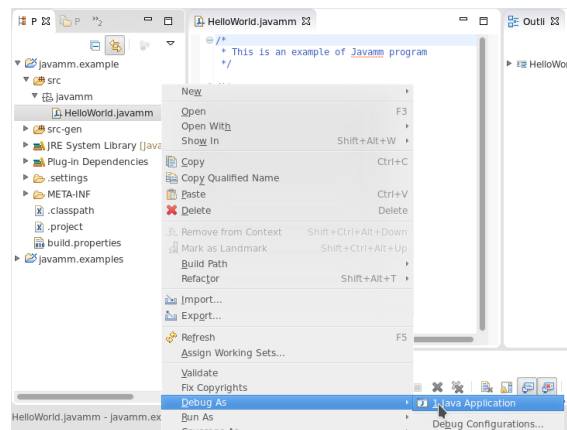 P
P
»2
HelloWorld.javamm
Outli
javamm.example
src
javamm
HelloWorld.javamm
src-gen
JRE System Library [Java
Plug-in Dependencies
.settings
META-INF
.classpath
.project
build.properties
javamm.examples
/*
* This is an example of Javamm program
*/
HelloWo
New
Open F3
Open With
Show In Shift+Alt+W
Copy Ctrl+C
Copy Qualified Name
Paste Ctrl+V
Delete Delete
Remove from Context Shift+Ctrl+Alt+Down
Mark as Landmark Shift+Ctrl+Alt+Up
Build Path
Refactor Shift+Alt+T
Import...
Export...
Refresh F5
Assign Working Sets...
Validate
Fix Copyrights
Debug As
Run As
1 Java Application
Debug Configurations...
HelloWorld.javamm - javamm.ex